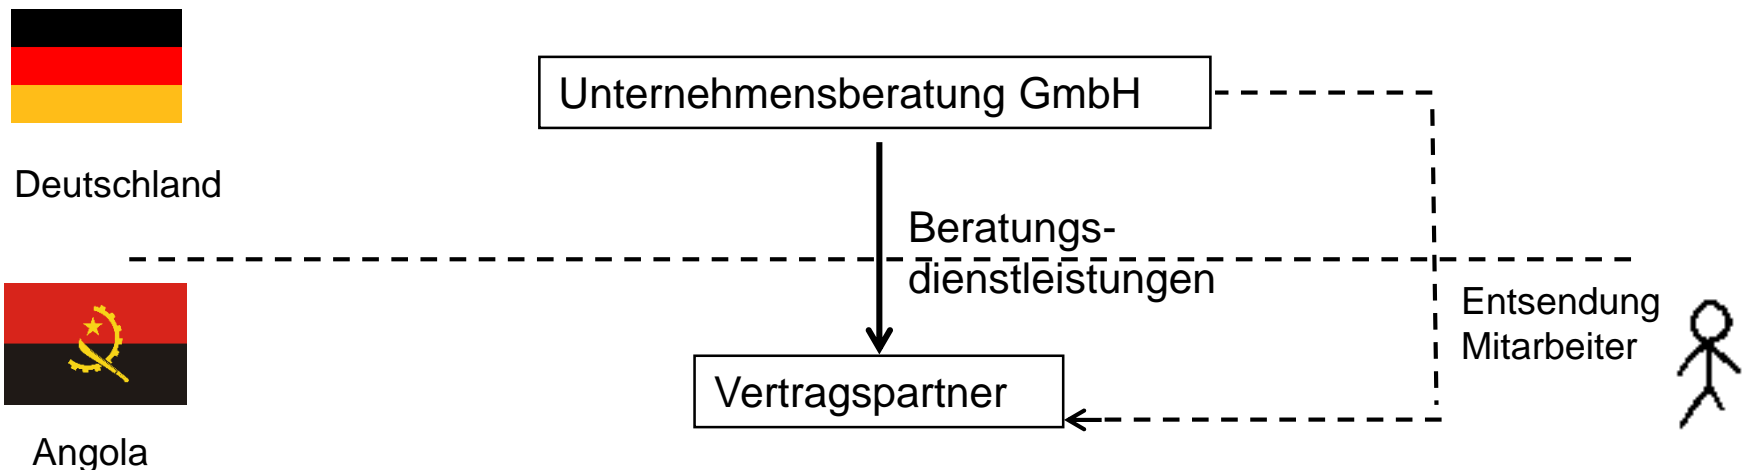 Unternehmensberatung GmbH
Deutschland
Beratungs-
dienstleistungen
Entsendung
Mitarbeiter
Vertragspartner
Angola